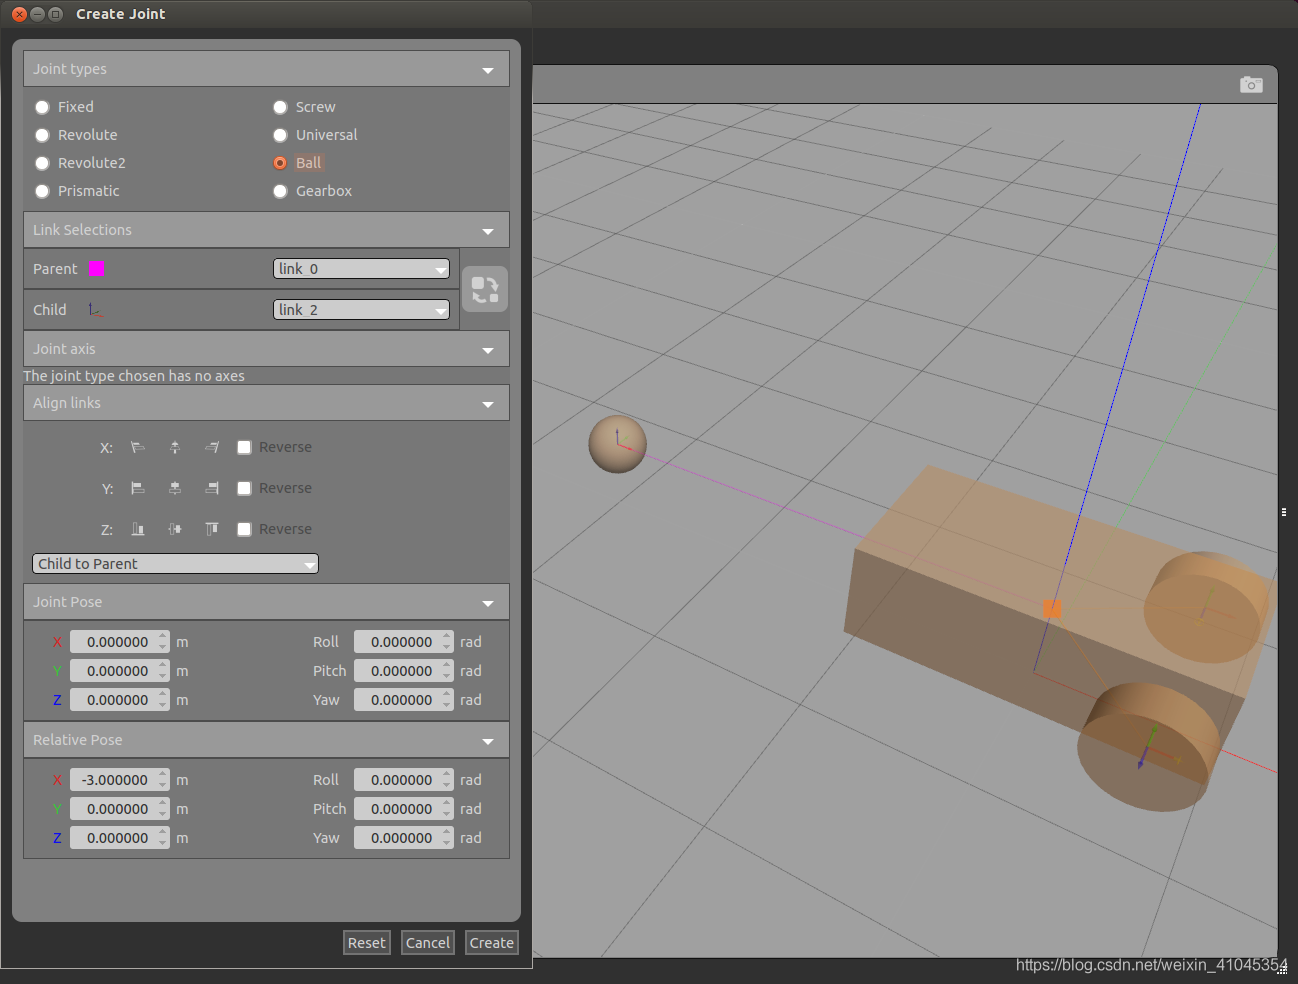 Create Joint
Joint types
Fixed Screw
Revolute Universal
Revolute2 Ball
Prismatic Gearbox
Link Selections
Parent link_0
Child link_2
Joint axis
The joint type chosen has no axes
Align links
X: Reverse
Y: Reverse
Z: Reverse
Child to Parent
Joint Pose
X 0.000000 m Roll 0.000000 rad
Y 0.000000 m Pitch 0.000000 rad
Z 0.000000 m Yaw 0.000000 rad
Relative Pose
X -3.000000 m Roll 0.000000 rad
Y 0.000000 m Pitch 0.000000 rad
Z 0.000000 m Yaw 0.000000 rad
Reset Cancel Create
https://blog.csdn.net/weixin_41045354